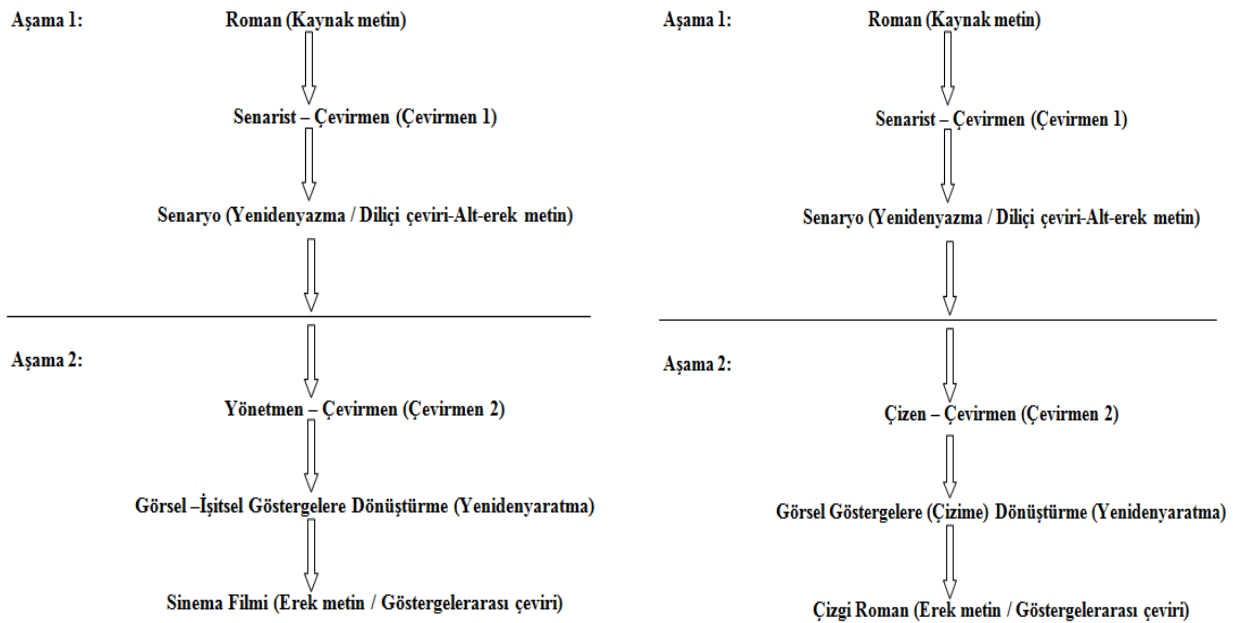 Aşama 1:
Roman (Kaynak metin)
Senarist – Çevirmen (Çevirmen 1)
Senaryo (Yenidenyazma / Diliçi çeviri-Alt-erek metin)
Aşama 2:
Yönetmen – Çevirmen (Çevirmen 2)
Görsel –İşitsel Göstergelere Dönüştürme (Yenidenyaratma)
Sinema Filmi (Erek metin / Göstergelerarası çeviri)
Aşama 1:
Roman (Kaynak metin)
Senarist – Çevirmen (Çevirmen 1)
Senaryo (Yenidenyazma / Diliçi çeviri-Alt-erek metin)
Aşama 2:
Çizen – Çevirmen (Çevirmen 2)
Görsel Göstergelere (Çizime) Dönüştürme (Yenidenyaratma)
Çizgi Roman (Erek metin / Göstergelerarası çeviri)